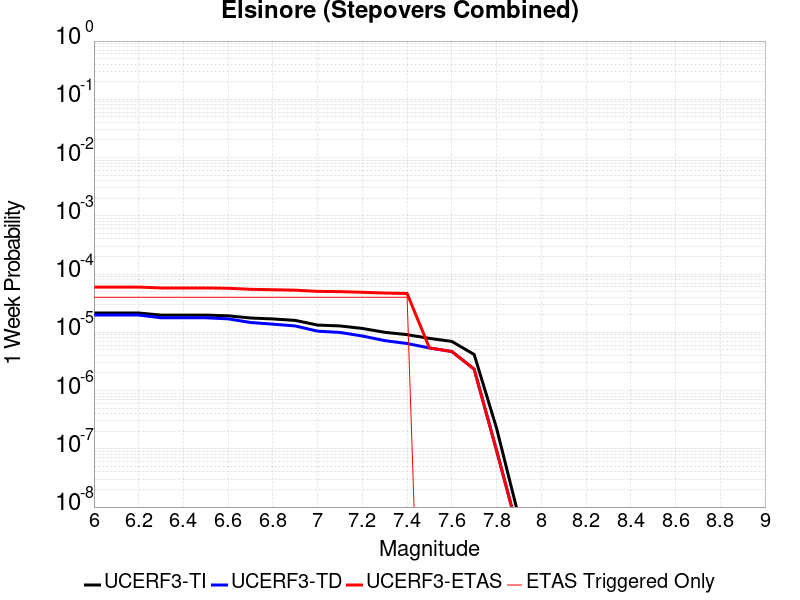 Elsinore (Stepovers Combined)
10^0
10^-1
10^-2
10^-3
10^-4
10^-5
10^-6
10^-7
10^-8
1 Week Probability
6 6.2 6.4 6.6 6.8 7 7.2 7.4 7.6 7.8 8 8.2 8.4 8.6 8.8 9
Magnitude
UCERF3-TI UCERF3-TD UCERF3-ETAS ETAS Triggered Only